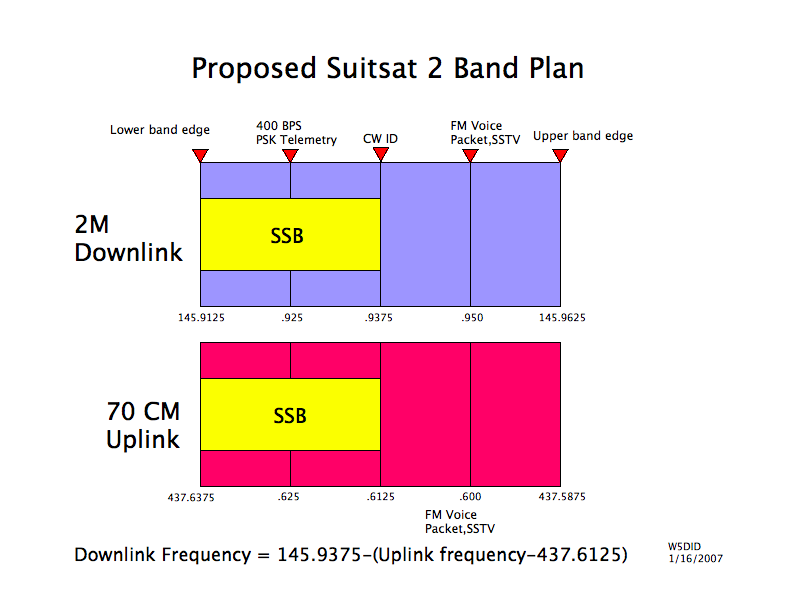 Proposed Suitsat 2 Band Plan
Lower band edge
400 BPS
PSK Telemetry
CW ID
FM Voice
Packet,SSTV
Upper band edge
2M
Downlink
SSB
145.9125 .925 .9375 .950 145.9625
70 CM
Uplink
SSB
437.6375 .625 .6125 .600 437.5875
FM Voice
Packet,SSTV
Downlink Frequency = 145.9375-(Uplink frequency-437.6125)
W5DID
1/16/2007